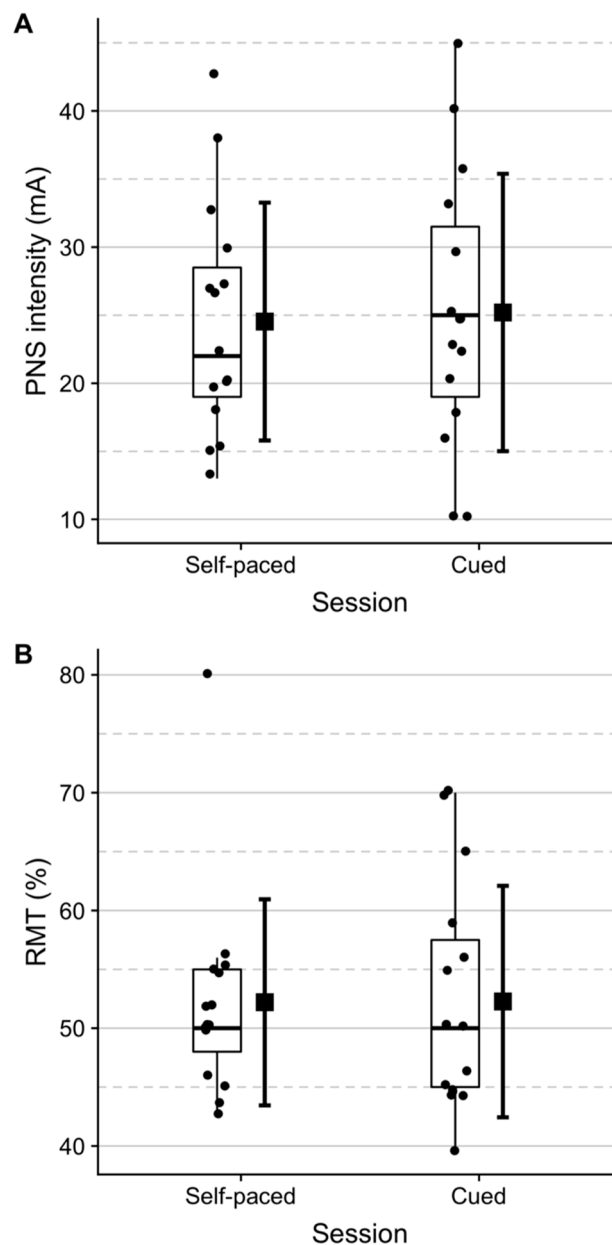 A
PNS intensity (mA)
40
30
20
10
Self-paced Cued
Session
B
RMT (%)
80
70
60
50
40
Self-paced Cued
Session